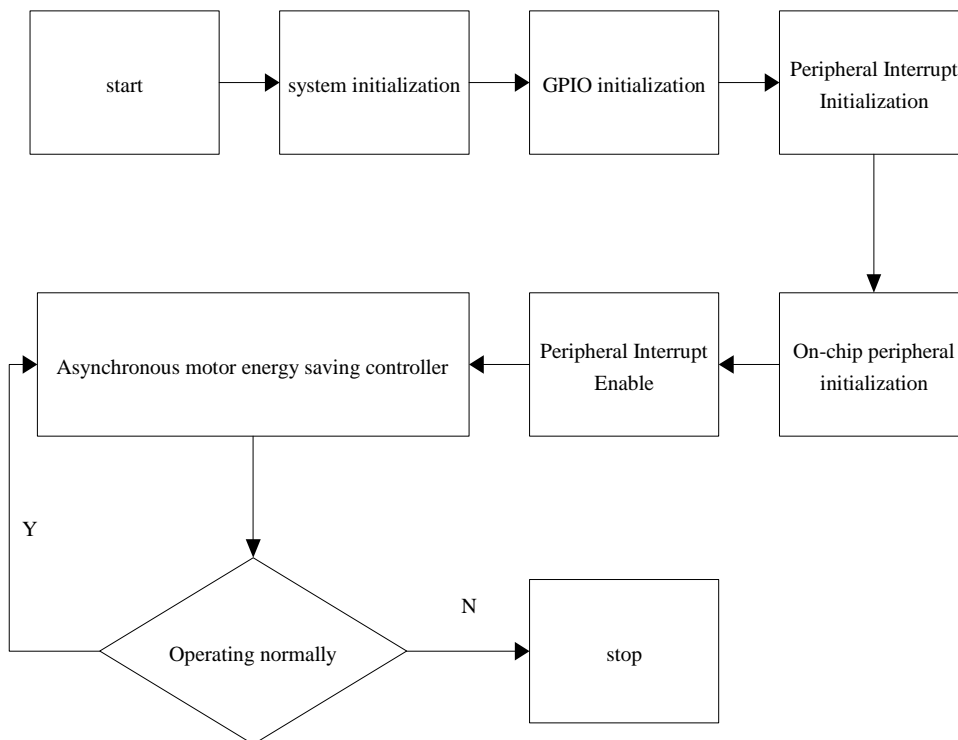 start
system initialization
GPIO initialization
Peripheral Interrupt
Initialization
On-chip peripheral
initialization
Peripheral Interrupt
Enable
Asynchronous motor energy saving controller
Y
Operating normally
N
stop